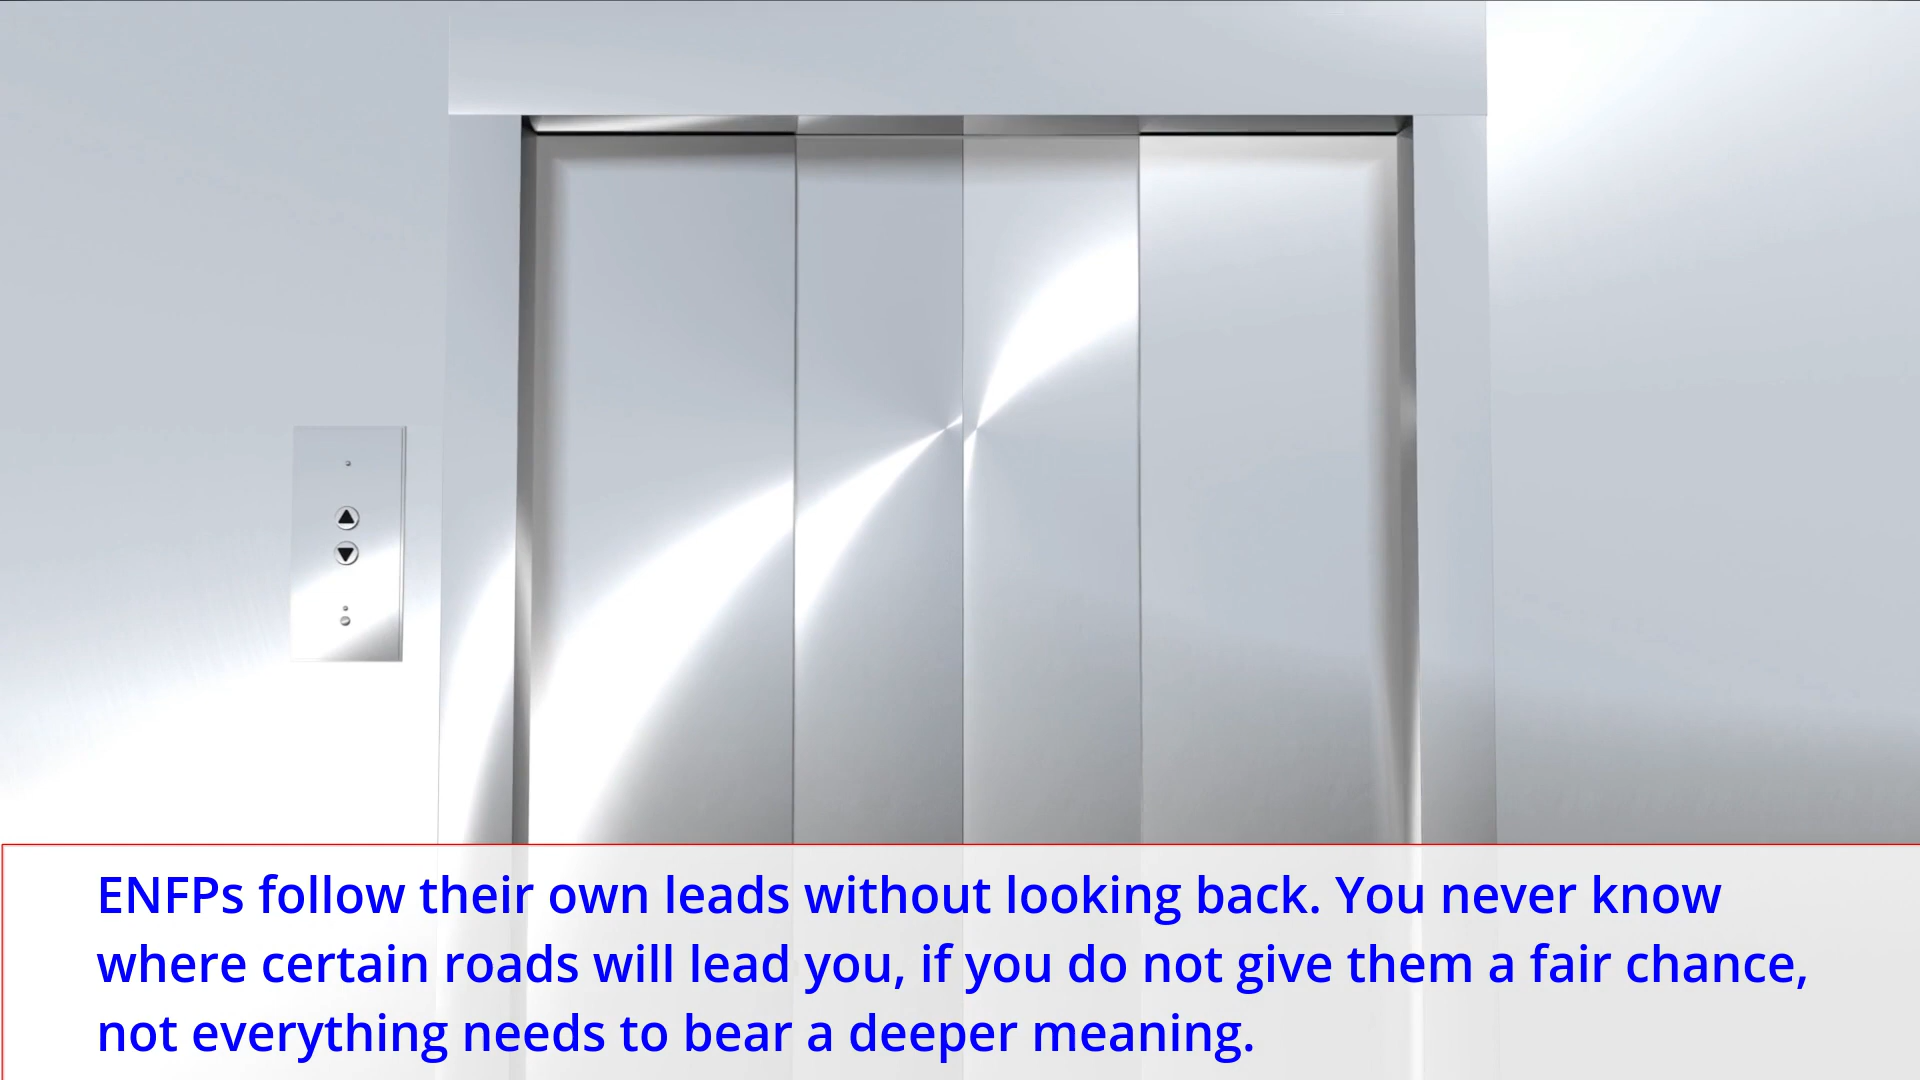 ENFPs follow their own leads without looking back. You never know
where certain roads will lead you, if you do not give them a fair chance,
not everything needs to bear a deeper meaning.